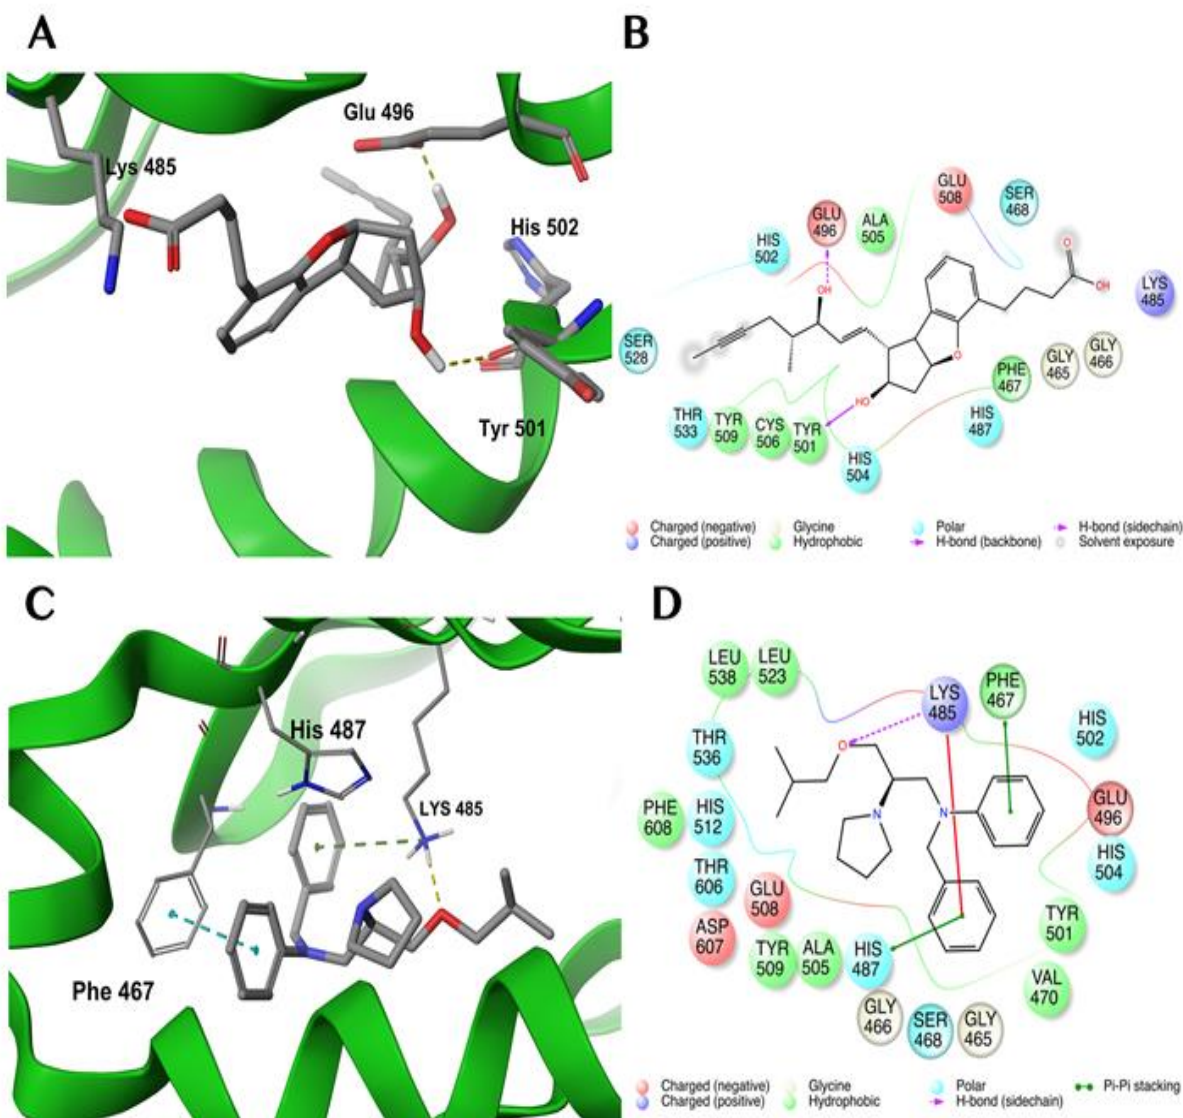 A
Glu 496
Lys 485
His 502
Tyr 501
B
GLU
508
SER
468
GLU
496
ALA
505
HIS
502
O
OH
OH
LYS
485
SER
528
O
GLY
466
GLY
465
PHE
467
HO
HIS
487
THR
533
TYR
509
CYS
506
TYR
501
HIS
504
Charged (negative)
Charged (positive)
Glycine
Hydrophobic
Polar
H-bond (backbone)
H-bond (sidechain)
Solvent exposure
C
His 487
LYS 485
Phe 467
D
LEU
538
LEU
523
LYS
485
PHE
467
HIS
502
THR
536
O
PHE
608
HIS
512
N
N
GLU
496
HIS
504
THR
606
GLU
508
ASP
607
TYR
501
TYR
509
ALA
505
HIS
487
VAL
470
GLY
466
SER
468
GLY
465
Charged (negative)
Charged (positive)
Glycine
Hydrophobic
Polar
H-bond (sidechain)
Pi-Pi stacking